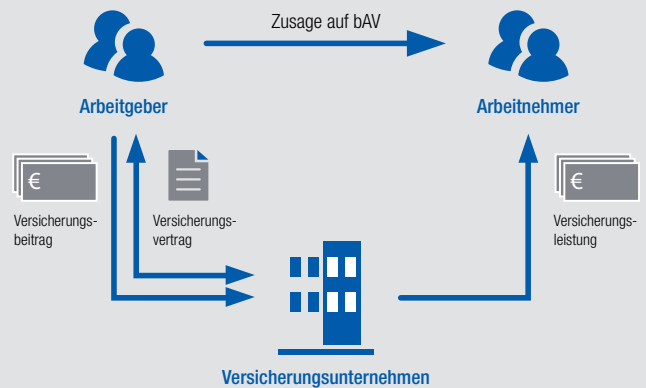 Zusage auf bAV
Arbeitgeber
Arbeitnehmer
€
Versicherungs-
beitrag
Versicherungs-
vertrag
€
Versicherungs-
leistung
Versicherungsunternehmen